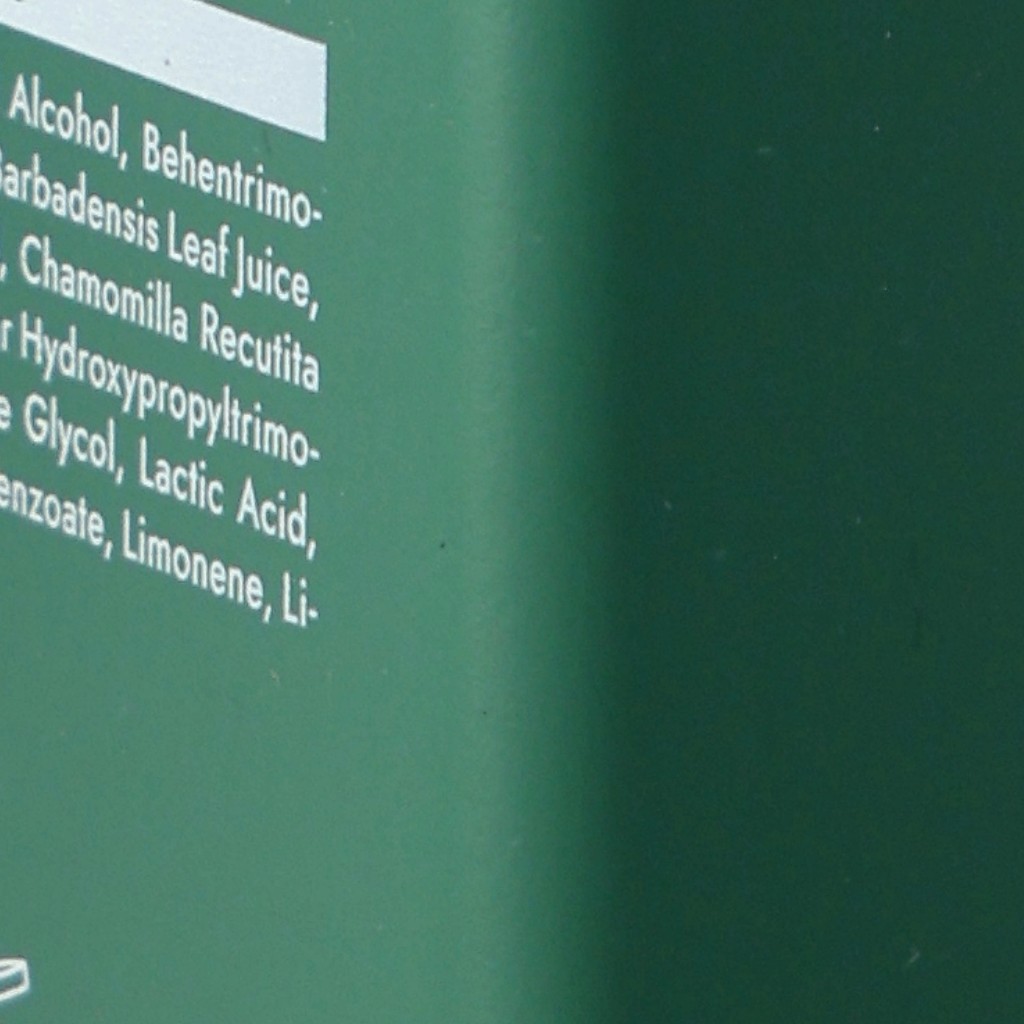 Alcohol, Behentrimo-
arbadensis Leaf Juice,
, Chamomilla Recutita
r Hydroxypropyltrimo-
e Glycol, Lactic Acid,
enzoate, Limonene, Li-